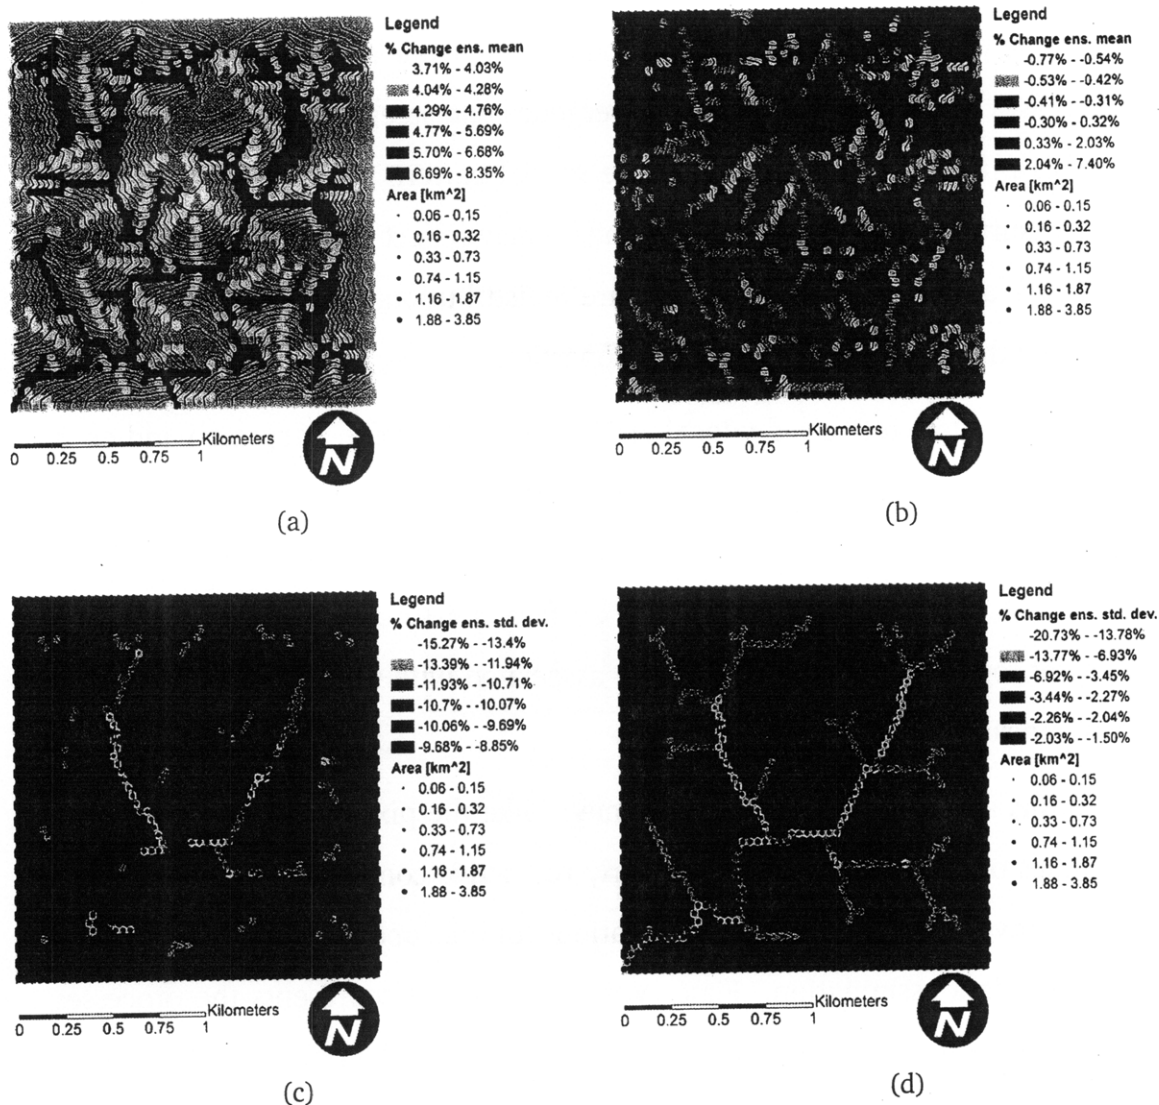 Legend
% Change ens. mean
3.71% - 4.03%
4.04% - 4.28%
4.29% - 4.76%
4.77% - 5.69%
5.70% - 6.68%
6.69% - 8.35%
Area [km^2]
0.06 - 0.15
0.16 - 0.32
0.33 - 0.73
0.74 - 1.15
1.16 - 1.87
1.88 - 3.85
Kilometers
0 0.25 0.5 0.75 1
N
(a)
Legend
% Change ens. mean
-0.77% - -0.54%
-0.53% - -0.42%
-0.41% - -0.31%
-0.30% - 0.32%
0.33% - 2.03%
2.04% - 7.40%
Area [km^2]
0.06 - 0.15
0.16 - 0.32
0.33 - 0.73
0.74 - 1.15
1.16 - 1.87
1.88 - 3.85
Kilometers
0 0.25 0.5 0.75 1
N
(b)
Legend
% Change ens. std. dev.
-15.27% - -13.4%
-13.39% - -11.94%
-11.93% - -10.71%
-10.7% - -10.07%
-10.06% - -9.69%
-9.68% - -8.85%
Area [km^2]
0.06 - 0.15
0.16 - 0.32
0.33 - 0.73
0.74 - 1.15
1.16 - 1.87
1.88 - 3.85
Kilometers
0 0.25 0.5 0.75 1
N
(c)
Legend
% Change ens. std. dev.
-20.73% - -13.78%
-13.77% - -6.93%
-6.92% - -3.45%
-3.44% - -2.27%
-2.26% - -2.04%
-2.03% - -1.50%
Area [km^2]
0.06 - 0.15
0.16 - 0.32
0.33 - 0.73
0.74 - 1.15
1.16 - 1.87
1.88 - 3.85
Kilometers
0 0.25 0.5 0.75 1
N
(d)